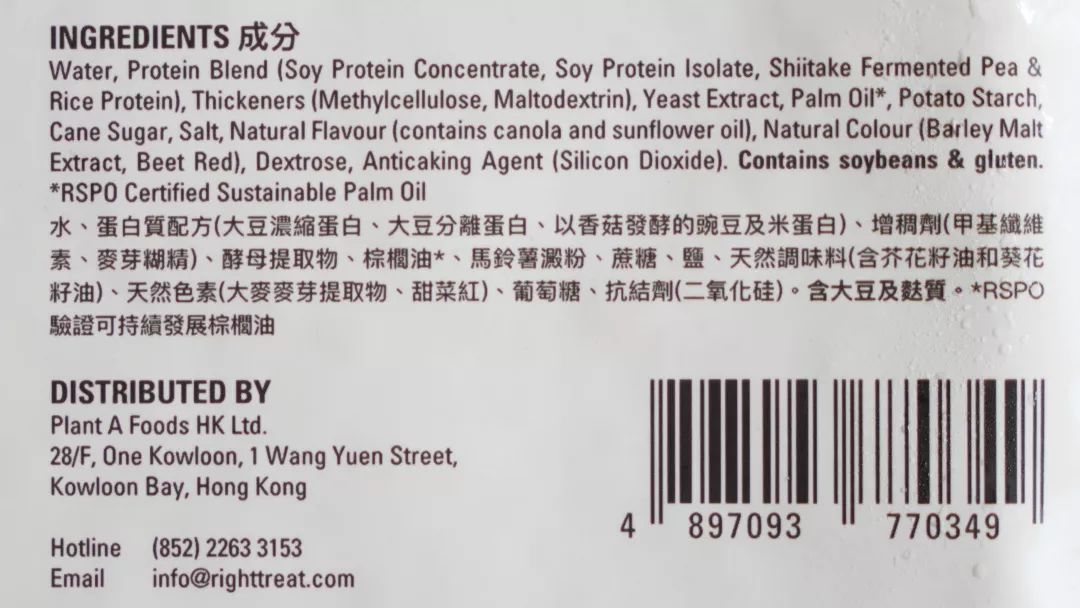 INGREDIENTS 成分
Water, Protein Blend (Soy Protein Concentrate, Soy Protein Isolate, Shiitake Fermented Pea &
Rice Protein), Thickeners (Methylcellulose, Maltodextrin), Yeast Extract, Palm Oil*, Potato Starch,
Cane Sugar, Salt, Natural Flavour (contains canola and sunflower oil), Natural Colour (Barley Malt
Extract, Beet Red), Dextrose, Anticaking Agent (Silicon Dioxide). Contains soybeans & gluten.
*RSPO Certified Sustainable Palm Oil
水、蛋白質配方(大豆濃縮蛋白、大豆分離蛋白、以香菇發酵的豌豆及米蛋白)、增稠劑(甲基纖維
素、麥芽糊精)、酵母提取物、棕櫚油*、馬鈴薯澱粉、蔗糖、鹽、天然調味料(含芥花籽油和葵花
籽油)、天然色素(大麥麥芽提取物、甜菜紅)、葡萄糖、抗結劑(二氧化硅)。含大豆及麩質。*RSPO
驗證可持續發展棕櫚油
DISTRIBUTED BY
Plant A Foods HK Ltd.
28/F, One Kowloon, 1 Wang Yuen Street,
Kowloon Bay, Hong Kong
Hotline (852) 2263 3153
Email info@righttreat.com
4 897093 770349